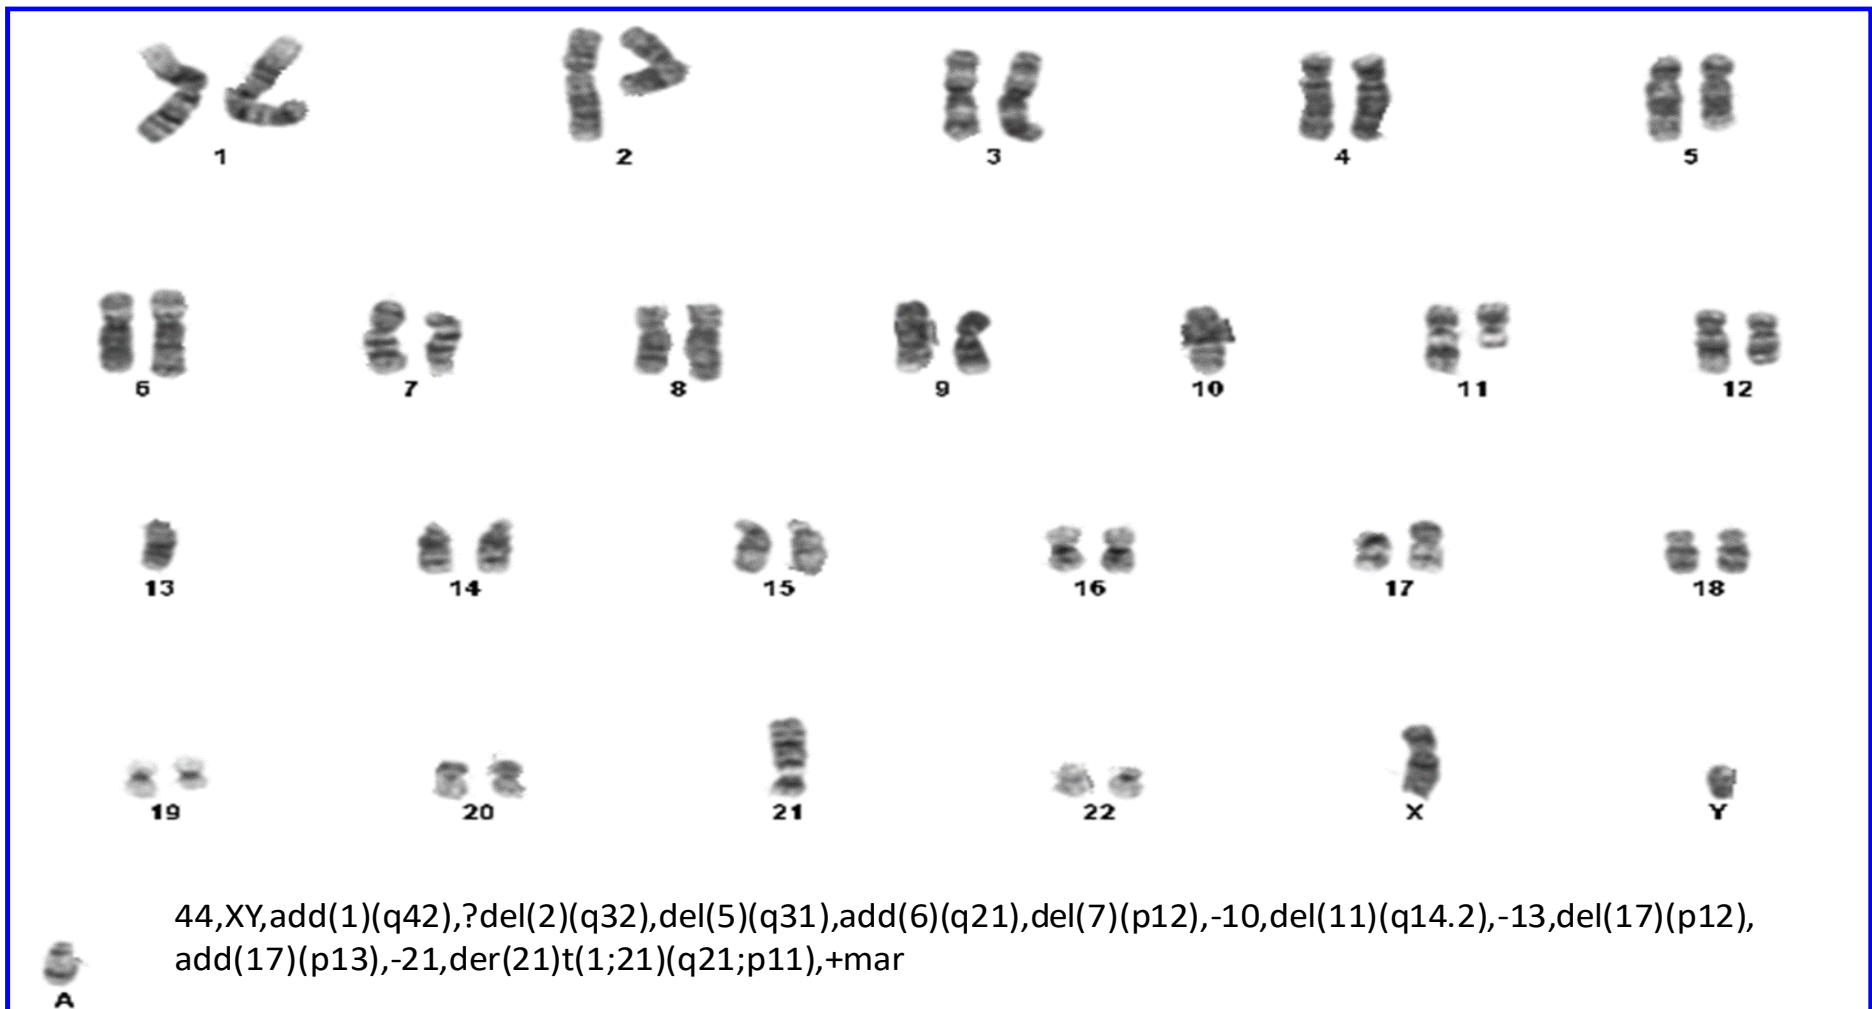 1 2 3 4 5
6 7 8 9 10 11 12
13 14 15 16 17 18
19 20 21 22 X Y
44,XY,add(1)(q42),?del(2)(q32),del(5)(q31),add(6)(q21),del(7)(p12),-10,del(11)(q14.2),-13,del(17)(p12),
add(17)(p13),-21,der(21)t(1;21)(q21;p11),+mar
A